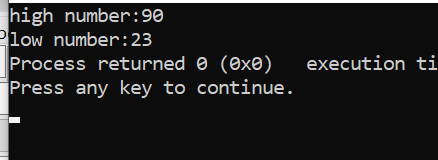 high number:90
low number:23
Process returned 0 (0x0)   execution ti
Press any key to continue.